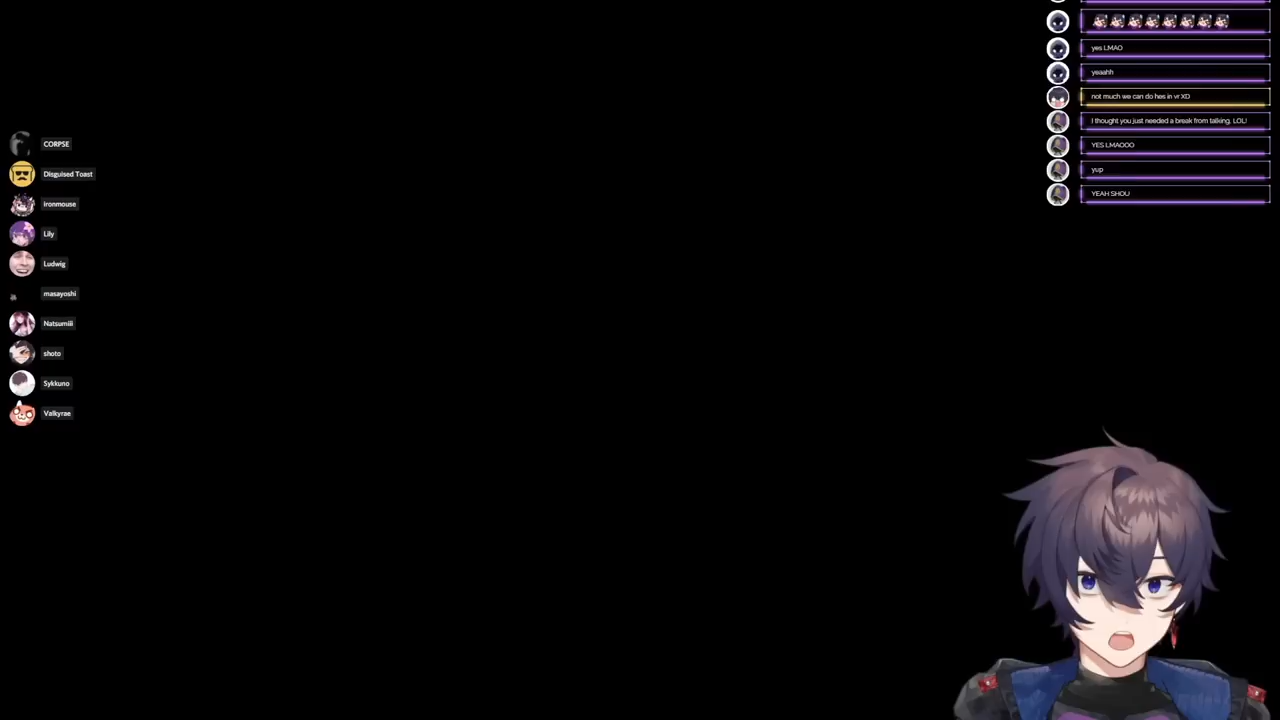 CORPSE
Disguised Toast
ironmouse
Lily
Ludwig
masayoshi
Natsumiii
shoto
Sykkuno
Valkyrae
yes LMAO
yeaahh
not much we can do hes in vr XD
I thought you just needed a break from talking. LOL!
YES LMAOOO
yup
YEAH SHOU